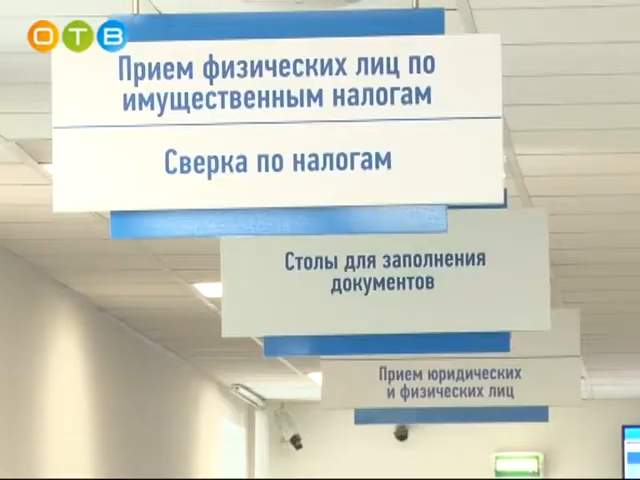 ОТВ
Прием физических лиц по
имущественным налогам
Сверка по налогам
Столы для заполнения
документов
Прием юридических
и физических лиц